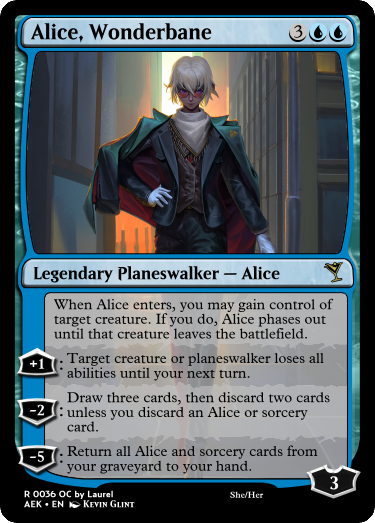 Alice, Wonderbane 3
Legendary Planeswalker — Alice
When Alice enters, you may gain control of
target creature. If you do, Alice phases out
until that creature leaves the battlefield.
+1: Target creature or planeswalker loses all
abilities until your next turn.
-2: Draw three cards, then discard two cards
unless you discard an Alice or sorcery
card.
-5: Return all Alice and sorcery cards from
your graveyard to your hand.
3
R 0036 OC by Laurel
AEK • EN Kevin Glint
She/Her